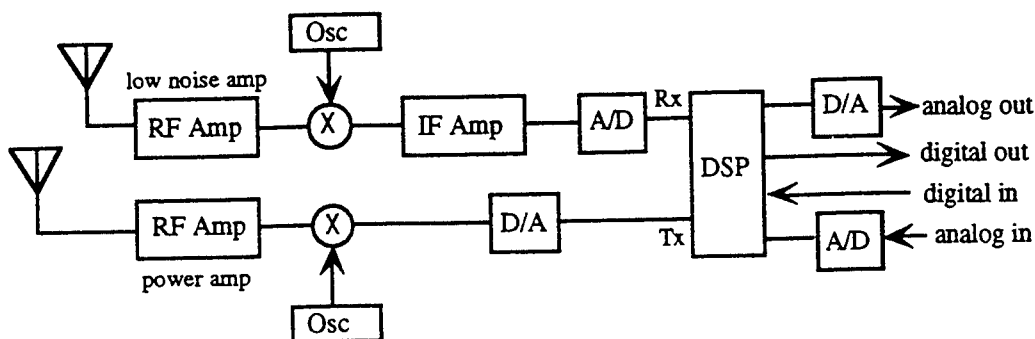 Osc
low noise amp
RF Amp
X
IF Amp
A/D
Rx
DSP
D/A
analog out
digital out
digital in
RF Amp
X
D/A
Tx
A/D
analog in
power amp
Osc